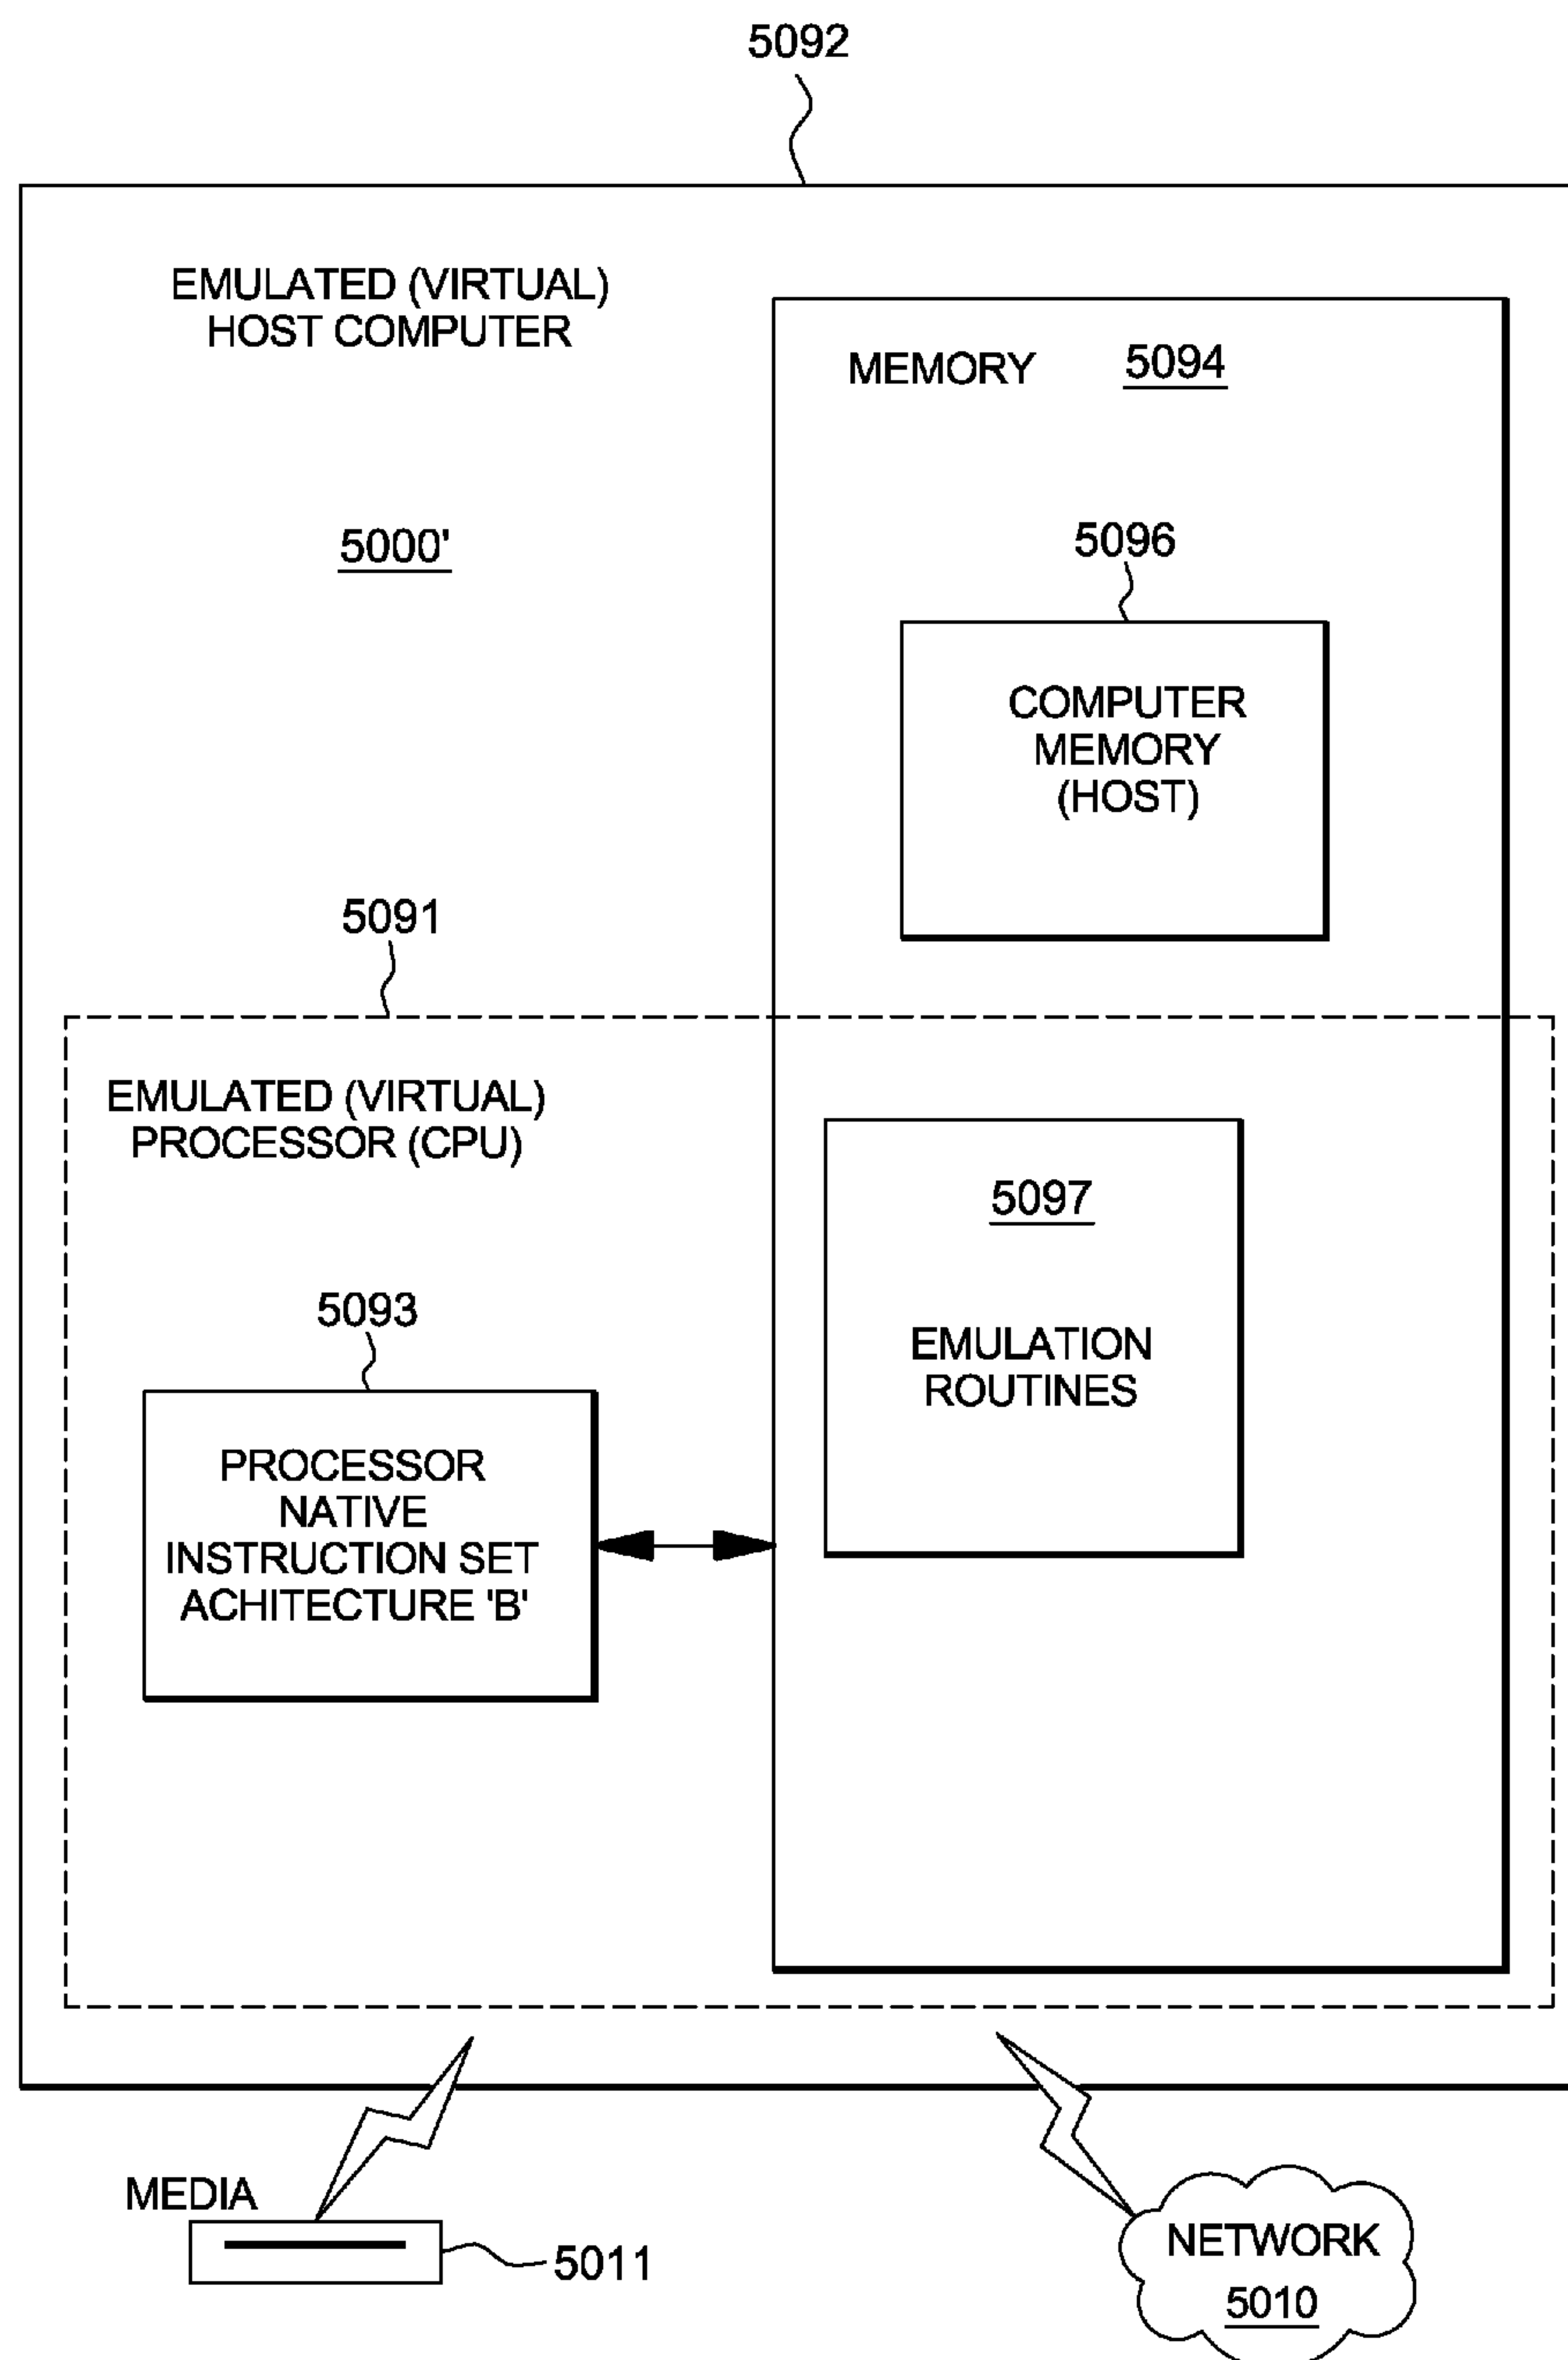 5092
EMULATED (VIRTUAL)
HOST COMPUTER
5000'
MEMORY 5094
5096
COMPUTER
MEMORY
(HOST)
5091
EMULATED (VIRTUAL)
PROCESSOR (CPU)
5097
EMULATION
ROUTINES
5093
PROCESSOR
NATIVE
INSTRUCTION SET
ACHITECTURE 'B'
MEDIA
5011
NETWORK
5010